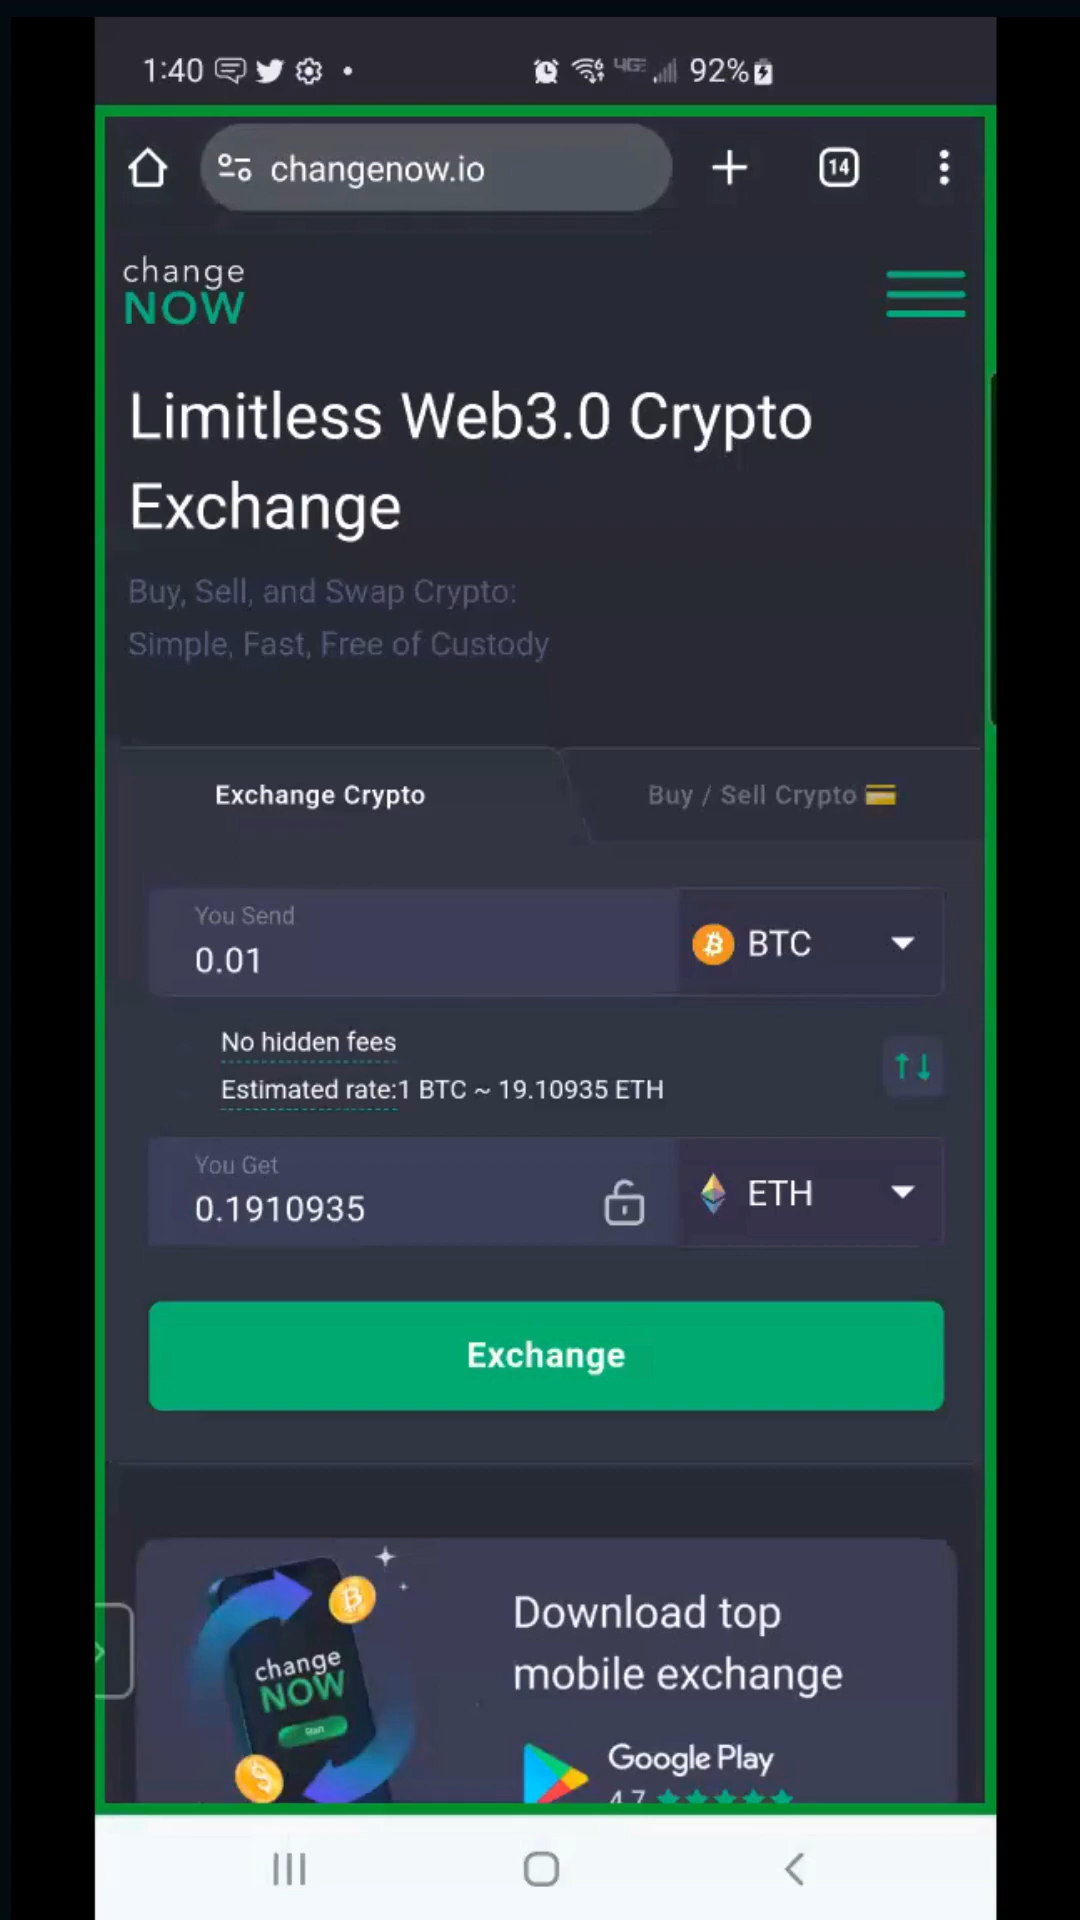 1:40 4GE 92%
changenow.io 14
change
NOW
Limitless Web3.0 Crypto
Exchange
Buy, Sell, and Swap Crypto:
Simple, Fast, Free of Custody
Exchange Crypto
Buy / Sell Crypto
You Send
0.01
BTC
No hidden fees
Estimated rate:1 BTC ~ 19.10935 ETH
You Get
0.1910935
ETH
Exchange
change
NOW
Start
Download top
mobile exchange
Google Play
4.7